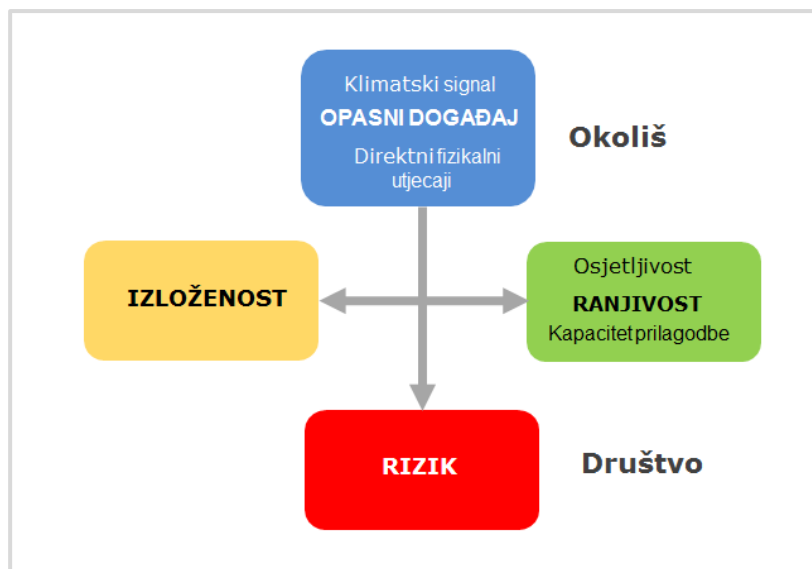 Klimatski signal
OPASNI DOGAĐAJ
Direktni fizikalni
utjecaji
Okoliš
IZLOŽENOST
Osjetljivost
RANJIVOST
Kapacitet prilagodbe
RIZIK
Društvo